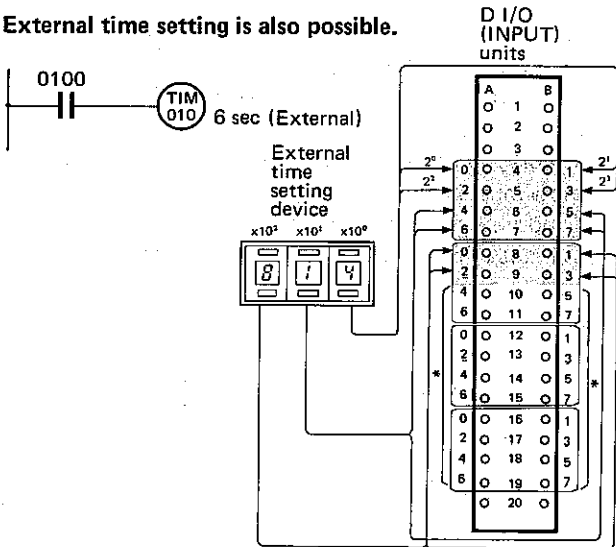 External time setting is also possible.
D I/O
(INPUT)
units
0100
TIM
010
6 sec (External)
External
time
setting
device
x10² x10¹ x10⁰
8 1 4
A B
1
2
3
2⁰ 0 4 1 2¹
2² 2 5 3 2³
4 6 5
6 7 7
0 8 1
2 9 3
4 10 5
6 11 7
0 12 1
2 13 3
* 4 14 5 *
6 15 7
0 16 1
2 17 3
4 18 5
6 19 7
20